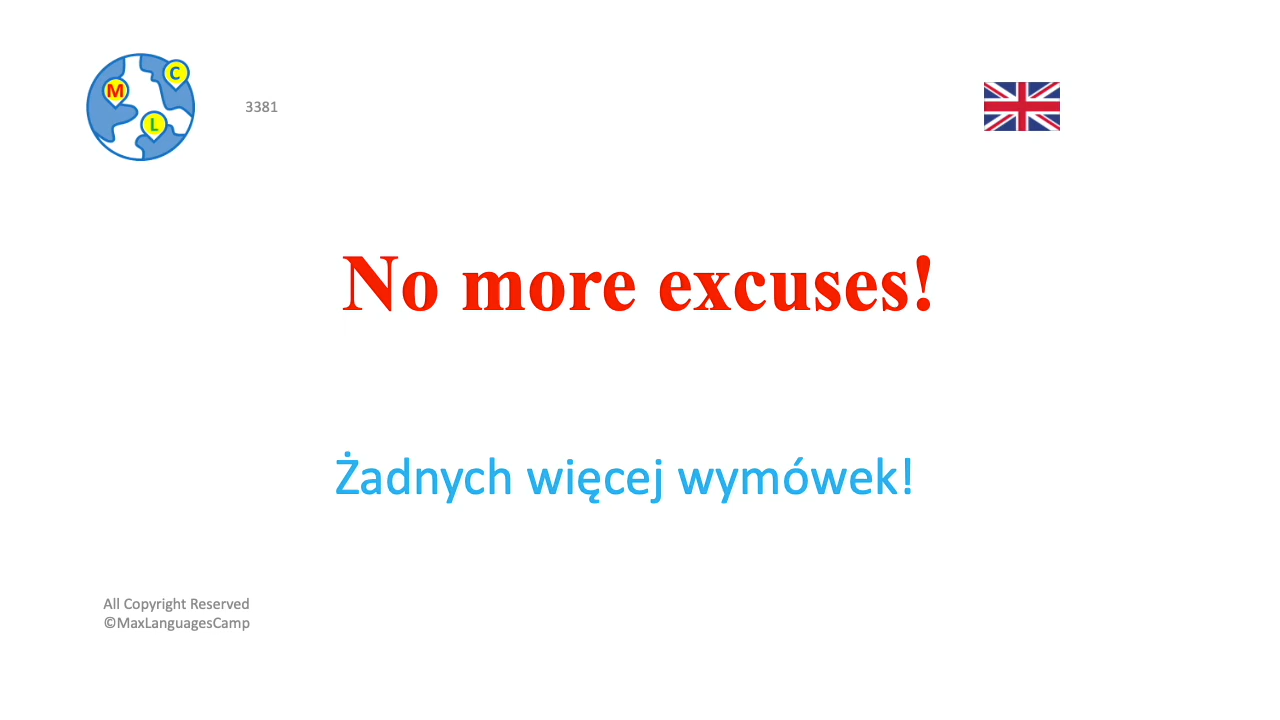 C
M
L
3381
No more excuses!
Żadnych więcej wymówek!
All Copyright Reserved
©MaxLanguagesCamp